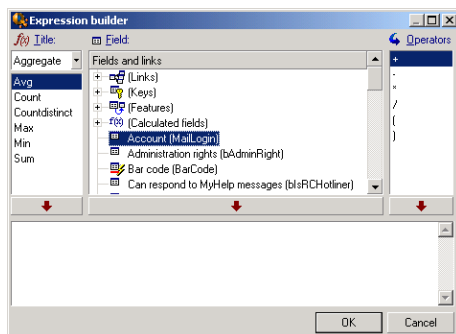 Expression builder
f(x) Title:
Field:
Operators
Aggregate
Fields and links
Avg
Count
Countdistinct
Max
Min
Sum
(Links)
(Keys)
(Features)
f(x) (Calculated fields)
Account (MailLogin)
Administration rights (bAdminRight)
Bar code (BarCode)
Can respond to MyHelp messages (bIsRCHotliner)
+
-
*
/
(
)
OK
Cancel